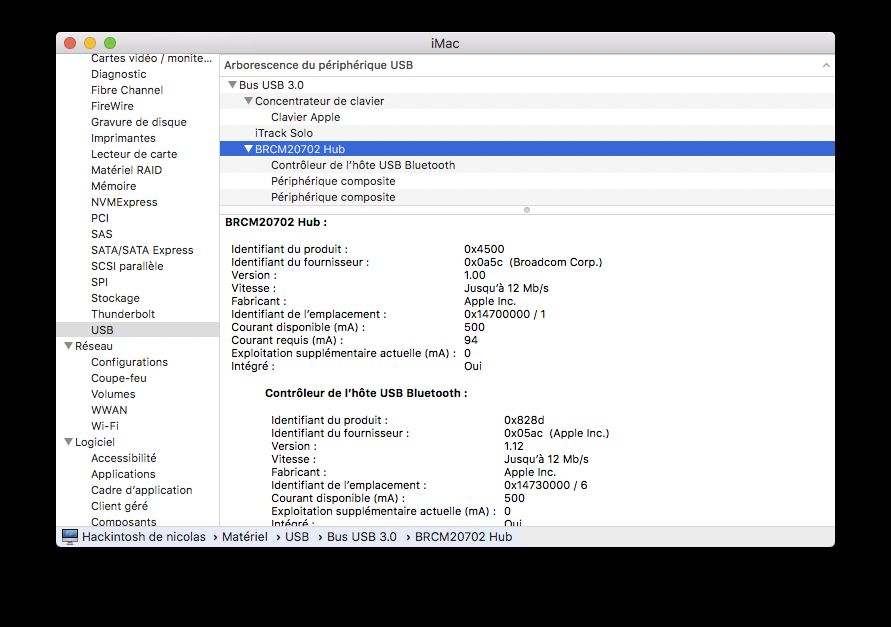 iMac
Cartes vidéo / monite...
Diagnostic
Fibre Channel
FireWire
Gravure de disque
Imprimantes
Lecteur de carte
Matériel RAID
Mémoire
NVMExpress
PCI
SAS
SATA/SATA Express
SCSI parallèle
SPI
Stockage
Thunderbolt
USB
Réseau
Configurations
Coupe-feu
Volumes
WWAN
Wi-Fi
Logiciel
Accessibilité
Applications
Cadre d'application
Client géré
Composants
Arborescence du périphérique USB
Bus USB 3.0
Concentrateur de clavier
Clavier Apple
iTrack Solo
BRCM20702 Hub
Contrôleur de l'hôte USB Bluetooth
Périphérique composite
Périphérique composite
BRCM20702 Hub :
Identifiant du produit : 0x4500
Identifiant du fournisseur : 0x0a5c (Broadcom Corp.)
Version : 1.00
Vitesse : Jusqu'à 12 Mb/s
Fabricant : Apple Inc.
Identifiant de l'emplacement : 0x14700000 / 1
Courant disponible (mA) : 500
Courant requis (mA) : 94
Exploitation supplémentaire actuelle (mA) : 0
Intégré : Oui
Contrôleur de l'hôte USB Bluetooth :
Identifiant du produit : 0x828d
Identifiant du fournisseur : 0x05ac (Apple Inc.)
Version : 1.12
Vitesse : Jusqu'à 12 Mb/s
Fabricant : Apple Inc.
Identifiant de l'emplacement : 0x14730000 / 6
Courant disponible (mA) : 500
Exploitation supplémentaire actuelle (mA) : 0
Intégré : Oui
Hackintosh de nicolas › Matériel › USB › Bus USB 3.0 › BRCM20702 Hub